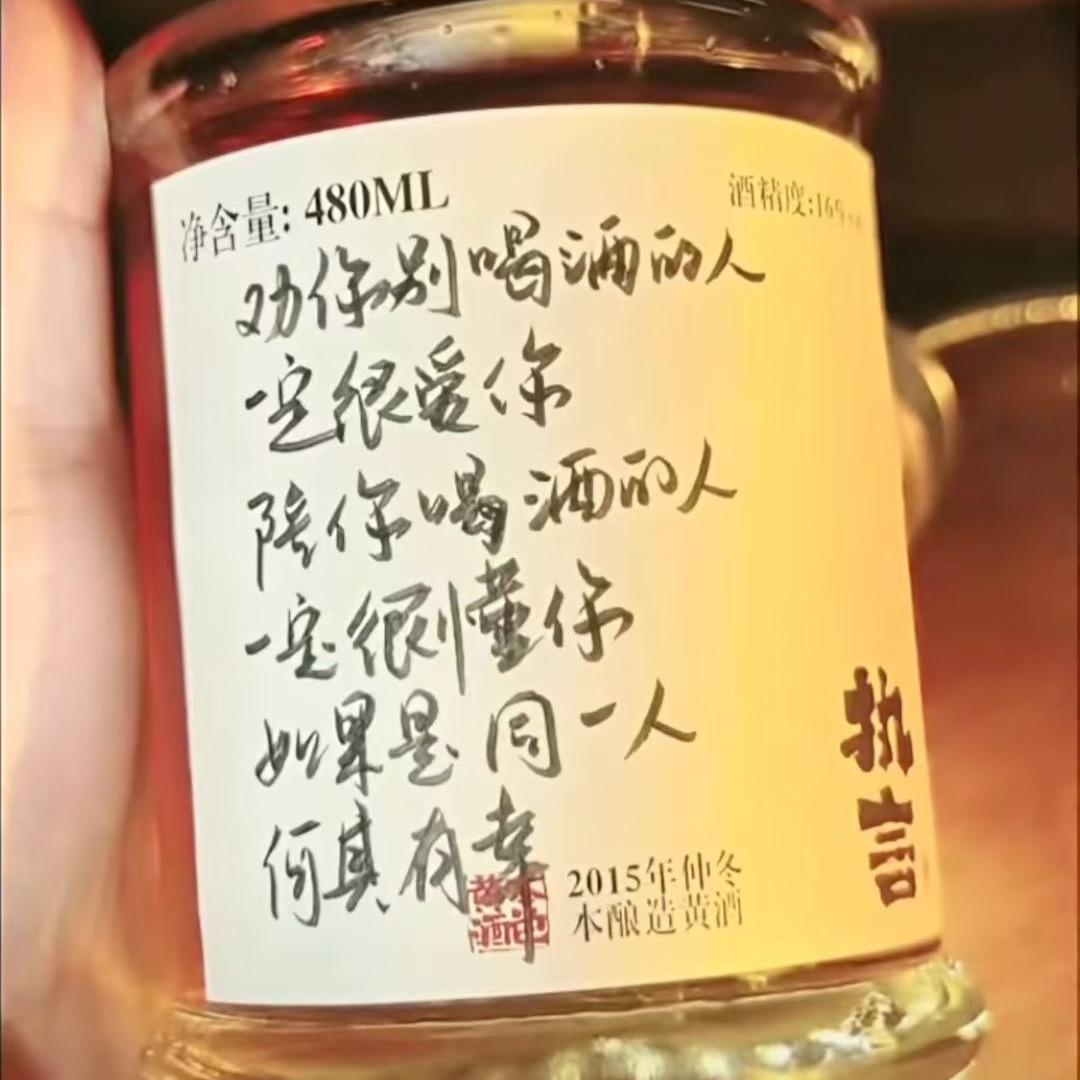 净含量: 480ML
酒精度:16%
劝你别喝酒的人
一定很爱你
陪你喝酒的人
一定很懂你
如果是同一人
何其有幸
执言
2015年仲冬
木酿造黄酒